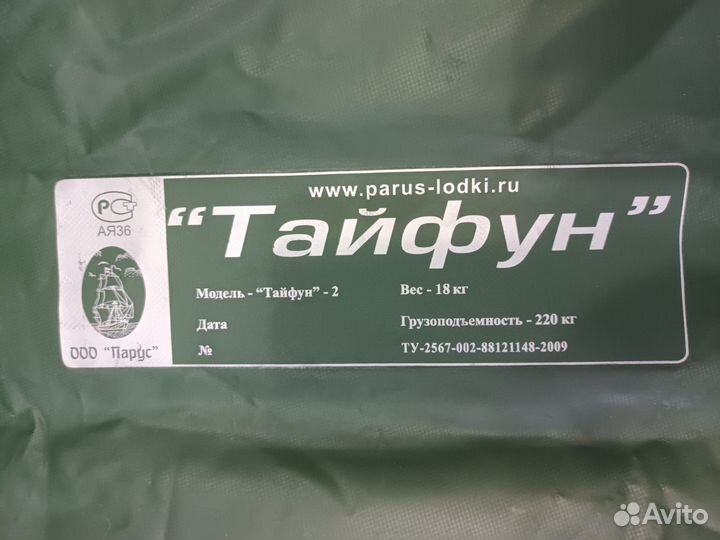 www.parus-lodki.ru
РСТ
АЯ36
"Тайфун"
Модель - "Тайфун" - 2
Вес - 18 кг
Дата
Грузоподъемность - 220 кг
№
ТУ-2567-002-88121148-2009
ООО "Парус"
Avito